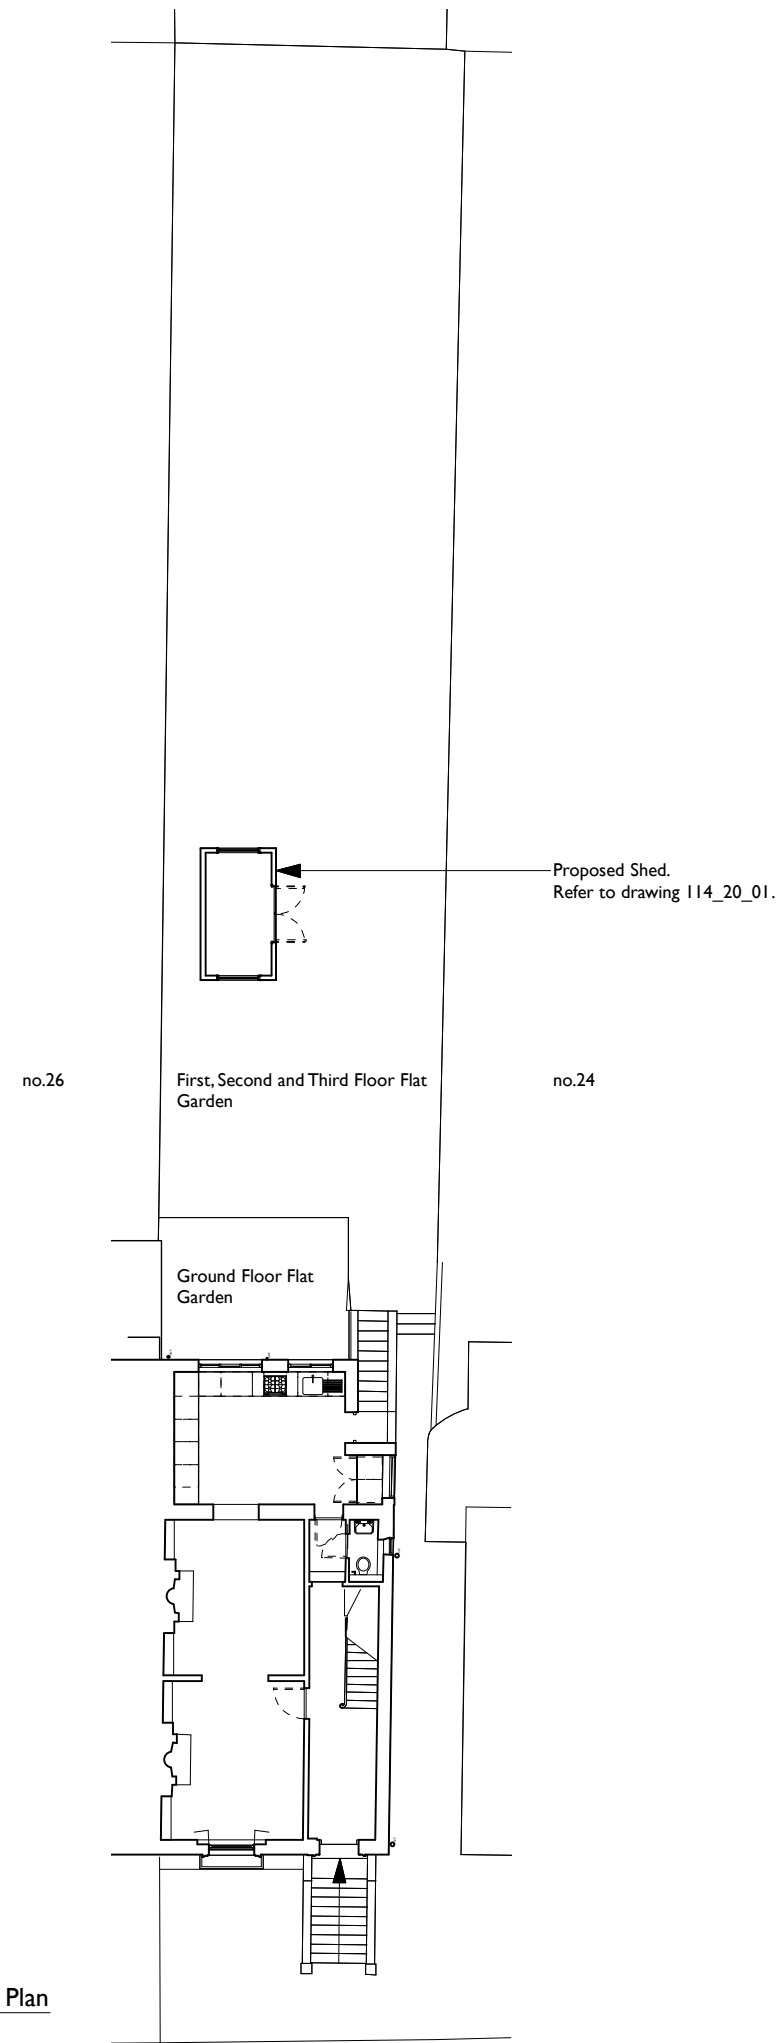 Proposed Shed.
Refer to drawing 114_20_01.
no.26
First, Second and Third Floor Flat
Garden
no.24
Ground Floor Flat
Garden
Plan